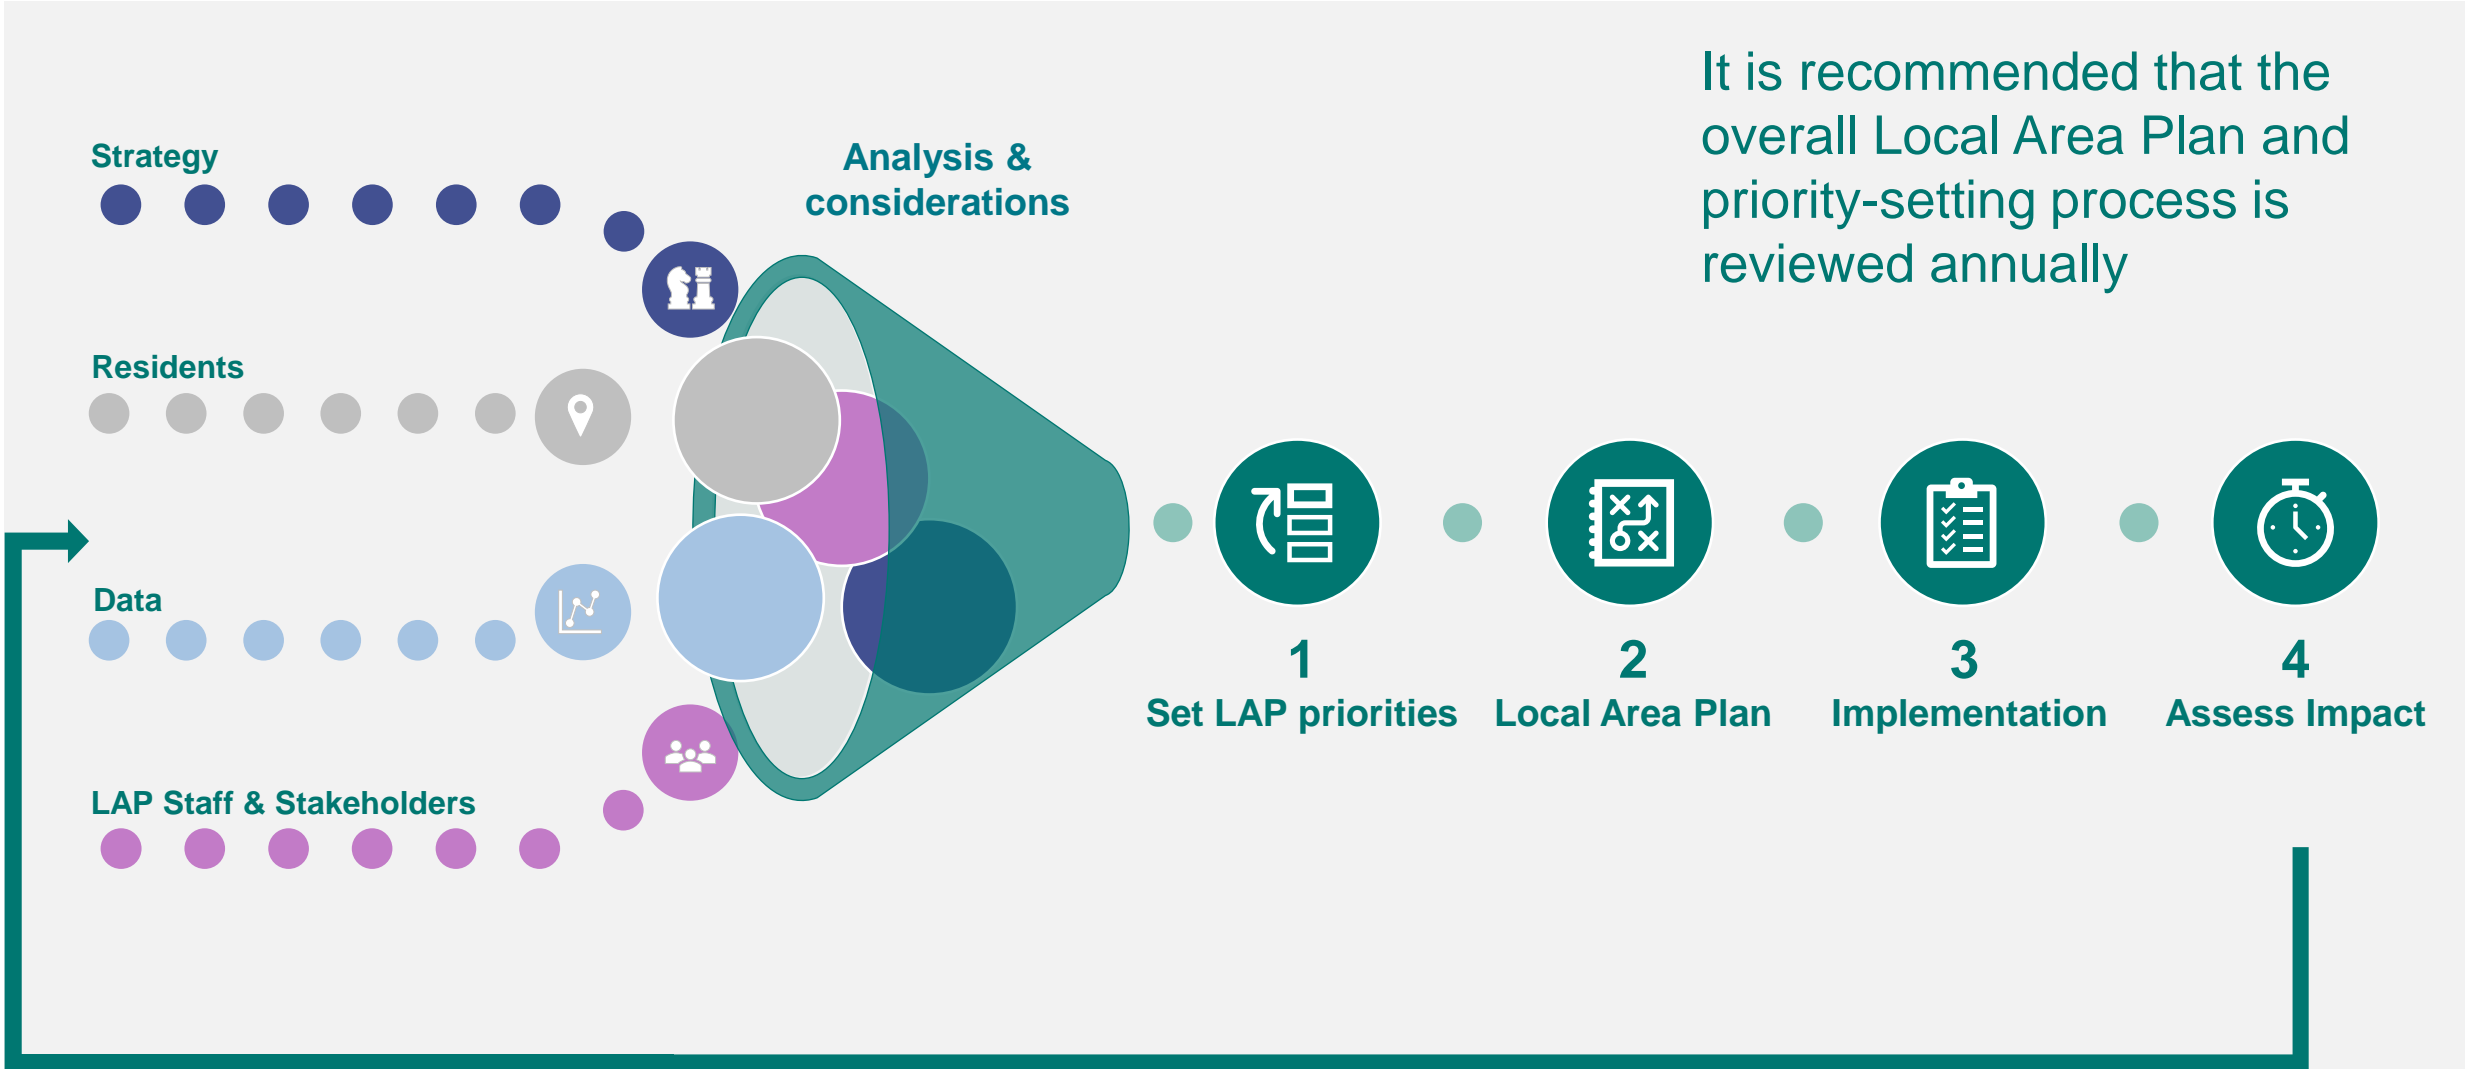 It is recommended that the
overall Local Area Plan and
priority-setting process is
reviewed annually
Strategy
Analysis &
considerations
Residents
Data
LAP Staff & Stakeholders
1
Set LAP priorities
2
Local Area Plan
3
Implementation
4
Assess Impact